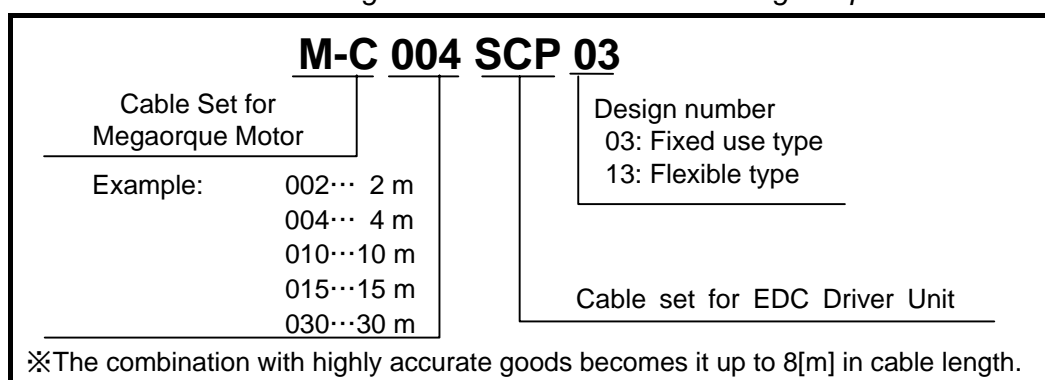 M-C 004 SCP 03
Cable Set for
Megaorque Motor
Design number
03: Fixed use type
13: Flexible type
Example: 002··· 2 m
004··· 4 m
010···10 m
015···15 m
030···30 m
Cable set for EDC Driver Unit
※The combination with highly accurate goods becomes it up to 8[m] in cable length.